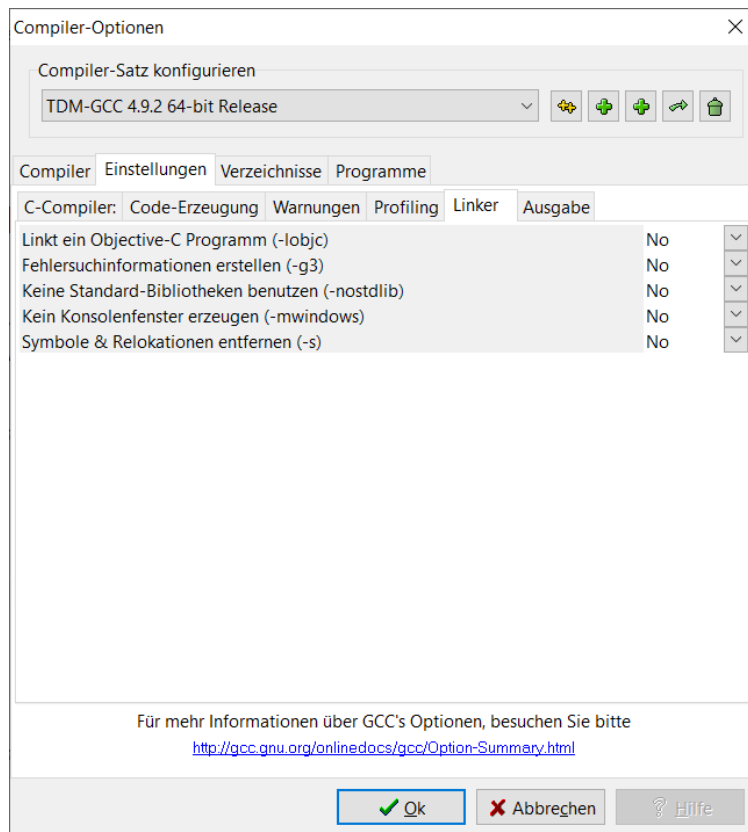 Compiler-Optionen
Compiler-Satz konfigurieren
TDM-GCC 4.9.2 64-bit Release
Compiler Einstellungen Verzeichnisse Programme
C-Compiler: Code-Erzeugung Warnungen Profiling Linker Ausgabe
Linkt ein Objective-C Programm (-lobjc) No
Fehlersuchinformationen erstellen (-g3) No
Keine Standard-Bibliotheken benutzen (-nostdlib) No
Kein Konsolenfenster erzeugen (-mwindows) No
Symbole & Relokationen entfernen (-s) No
Für mehr Informationen über GCC's Optionen, besuchen Sie bitte
http://gcc.gnu.org/onlinedocs/gcc/Option-Summary.html
Ok Abbrechen ? Hilfe